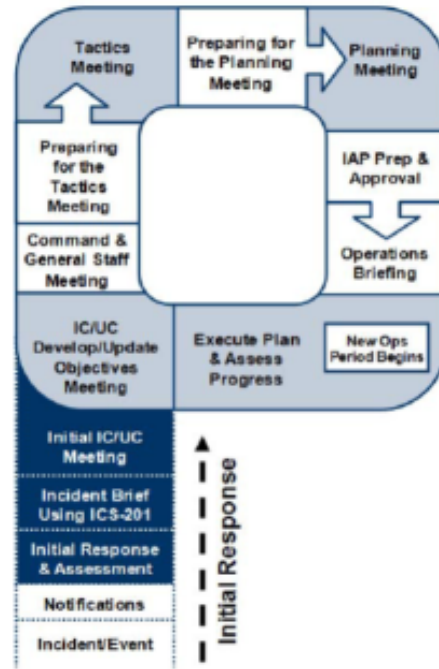 Tactics
Meeting
Preparing for
the Planning
Meeting
Planning
Meeting
Preparing
for the
Tactics
Meeting
IAP Prep &
Approval
Command &
General Staff
Meeting
Operations
Briefing
IC/UC
Develop/Update
Objectives
Meeting
Execute Plan
& Assess
Progress
New Ops
Period Begins
Initial IC/UC
Meeting
Incident Brief
Using ICS-201
Initial Response
& Assessment
Notifications
Incident/Event
Initial Response